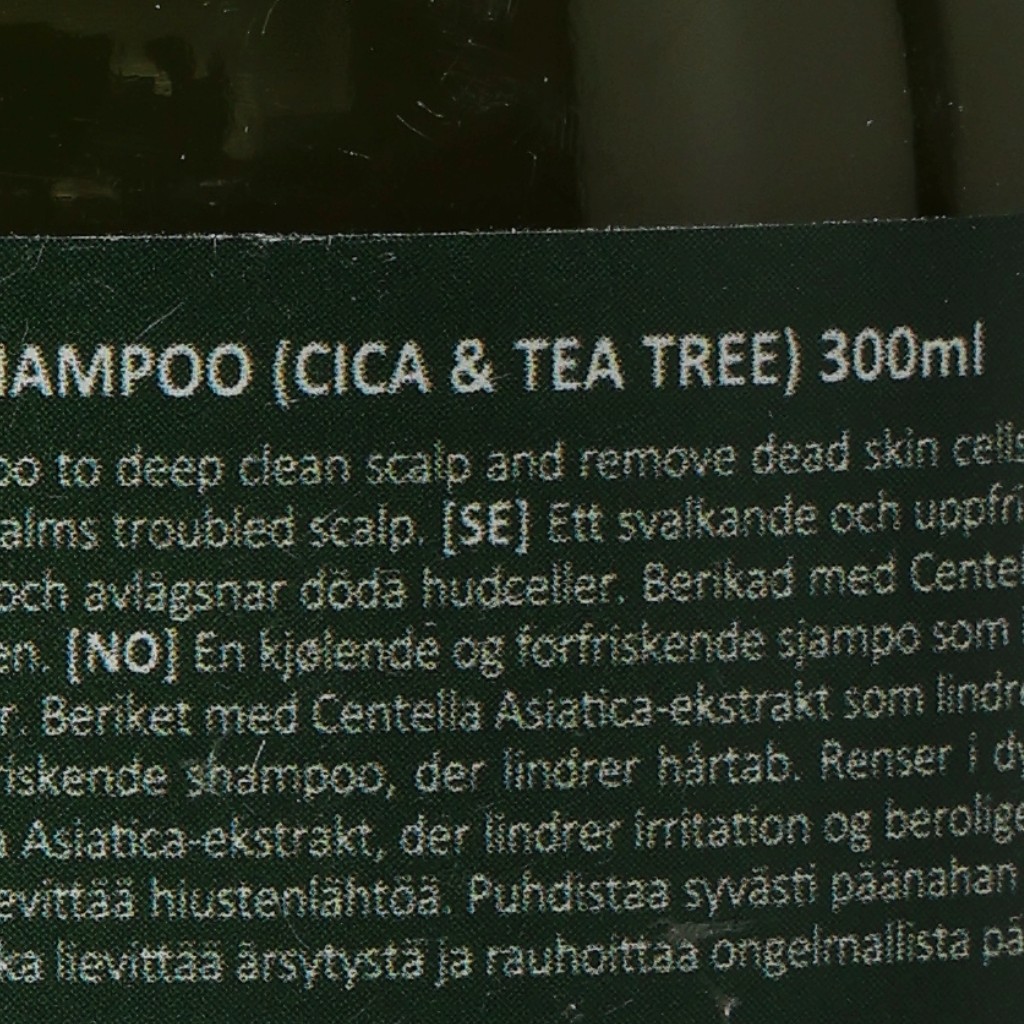 HAMPOO (CICA & TEA TREE) 300ml
oo to deep clean scalp and remove dead skin cells
alms troubled scalp. [SE] Ett svalkande och uppfri
och avlägsnar döda hudceller. Berikad med Centel
en. [NO] En kjølende og forfriskende sjampo som
r. Beriket med Centella Asiatica-ekstrakt som lindre
iskende shampoo, der lindrer hårtab. Renser i dy
a Asiatica-ekstrakt, der lindrer irritation og berolige
evittää hiustenlähtöä. Puhdistaa syvästi päänahan
ka lievittää ärsytystä ja rauhoittaa ongelmallista pä